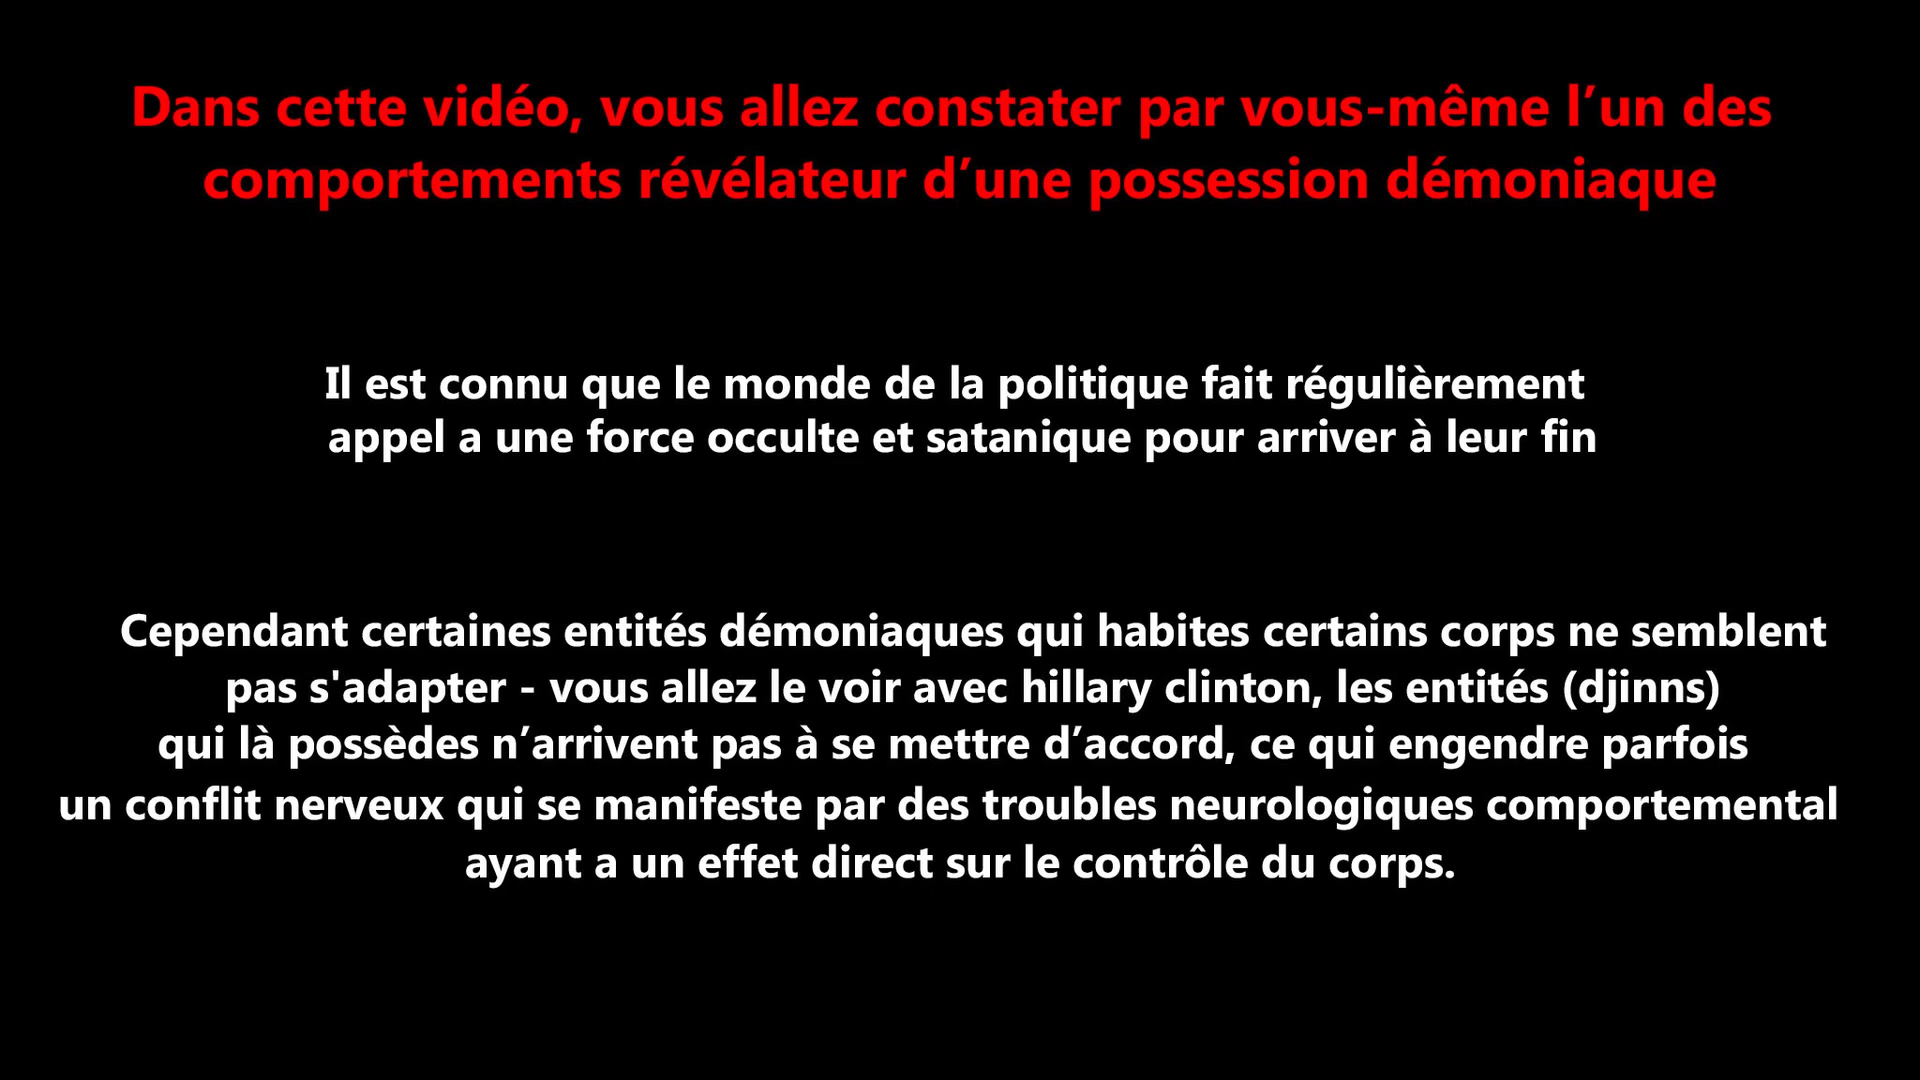 Dans cette vidéo, vous allez constater par vous-même l’un des
comportements révélateur d’une possession démoniaque
Il est connu que le monde de la politique fait régulièrement
appel a une force occulte et satanique pour arriver à leur fin
Cependant certaines entités démoniaques qui habites certains corps ne semblent
pas s'adapter - vous allez le voir avec hillary clinton, les entités (djinns)
qui là possèdes n’arrivent pas à se mettre d’accord, ce qui engendre parfois
un conflit nerveux qui se manifeste par des troubles neurologiques comportemental
ayant a un effet direct sur le contrôle du corps.